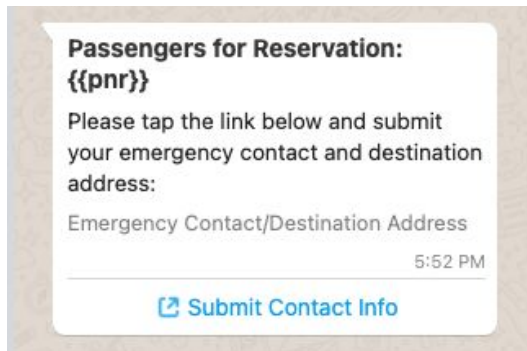 Passengers for Reservation:
{{pnr}}
Please tap the link below and submit
your emergency contact and destination
address:
Emergency Contact/Destination Address
5:52 PM
Submit Contact Info